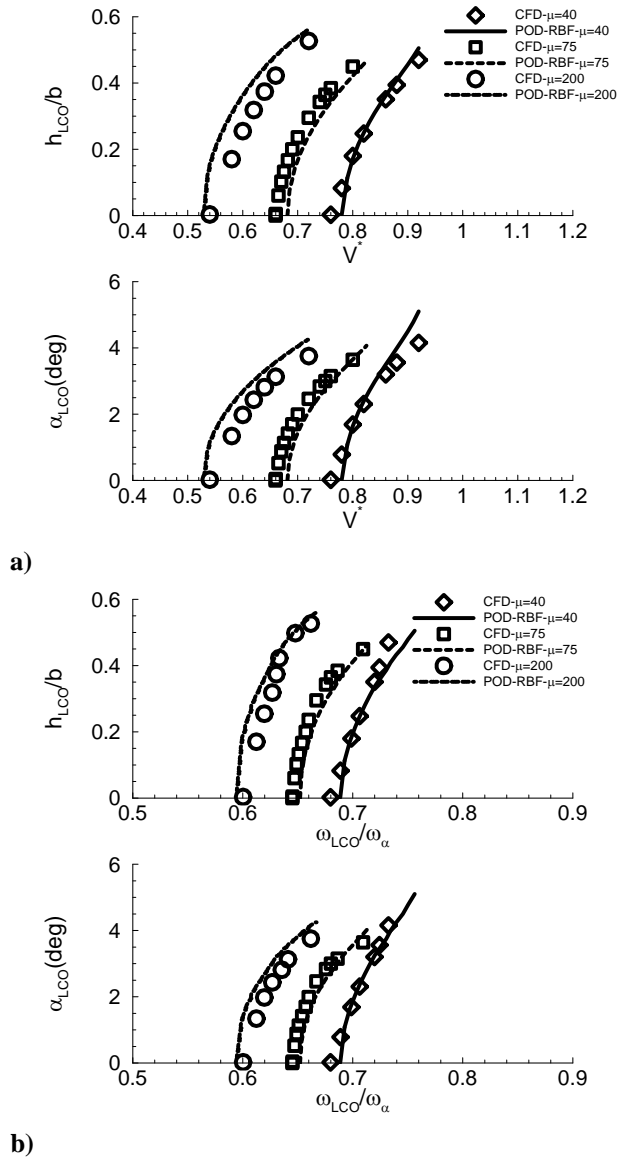 0.6
0.4
0.2
0
h_LCO/b
CFD-μ=40
POD-RBF-μ=40
CFD-μ=75
POD-RBF-μ=75
CFD-μ=200
POD-RBF-μ=200
0.4 0.5 0.6 0.7 0.8 0.9 1 1.1 1.2
V*
6
4
2
0
α_LCO(deg)
0.4 0.5 0.6 0.7 0.8 0.9 1 1.1 1.2
V*
a)
0.6
0.4
0.2
0
h_LCO/b
CFD-μ=40
POD-RBF-μ=40
CFD-μ=75
POD-RBF-μ=75
CFD-μ=200
POD-RBF-μ=200
0.5 0.6 0.7 0.8 0.9
ω_LCO/ω_α
6
4
2
0
α_LCO(deg)
0.5 0.6 0.7 0.8 0.9
ω_LCO/ω_α
b)